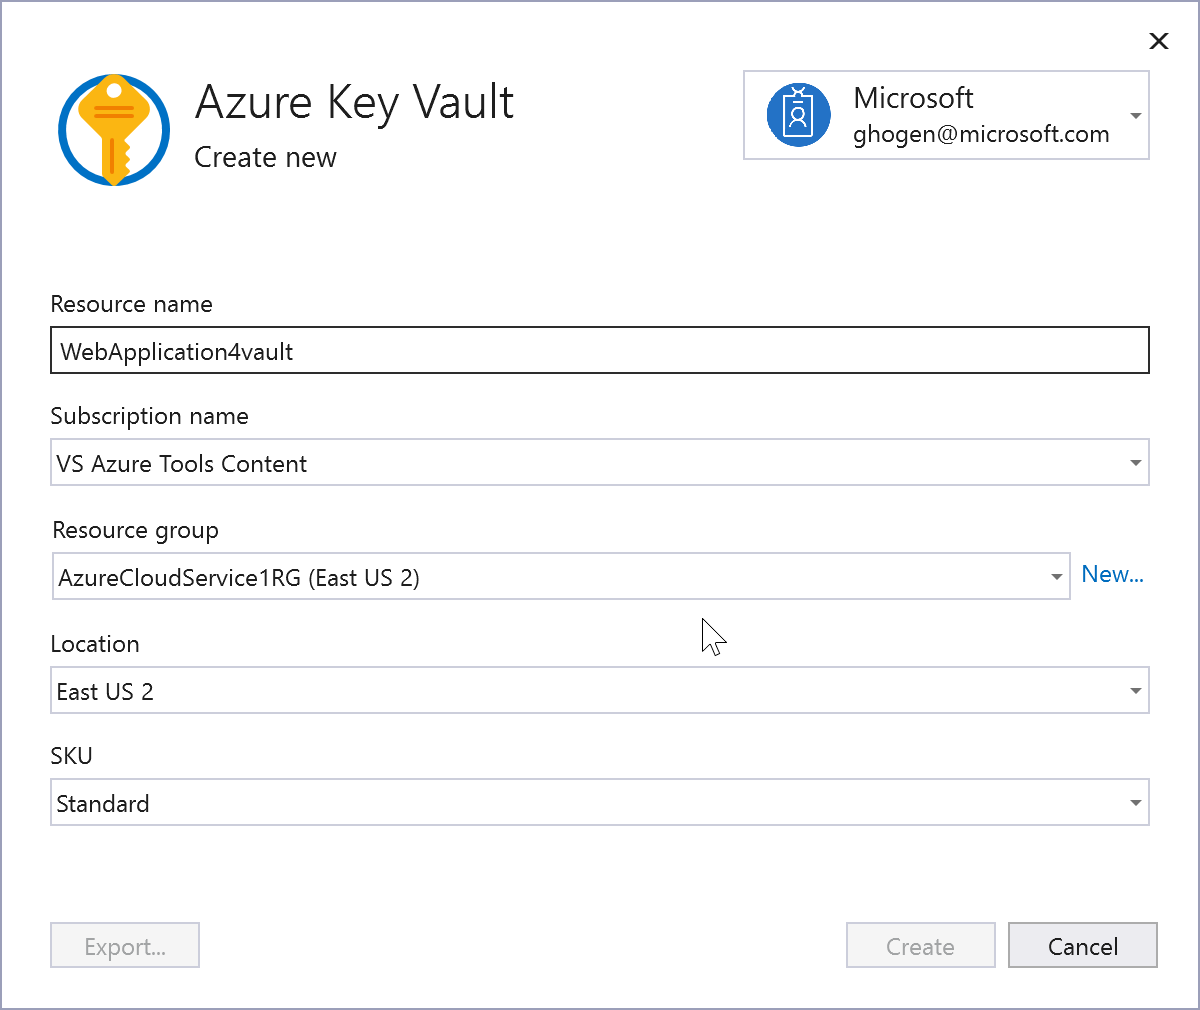 Azure Key Vault
Create new
Microsoft
ghogen@microsoft.com
Resource name
WebApplication4vault
Subscription name
VS Azure Tools Content
Resource group
AzureCloudService1RG (East US 2)
New...
Location
East US 2
SKU
Standard
Export...
Create
Cancel